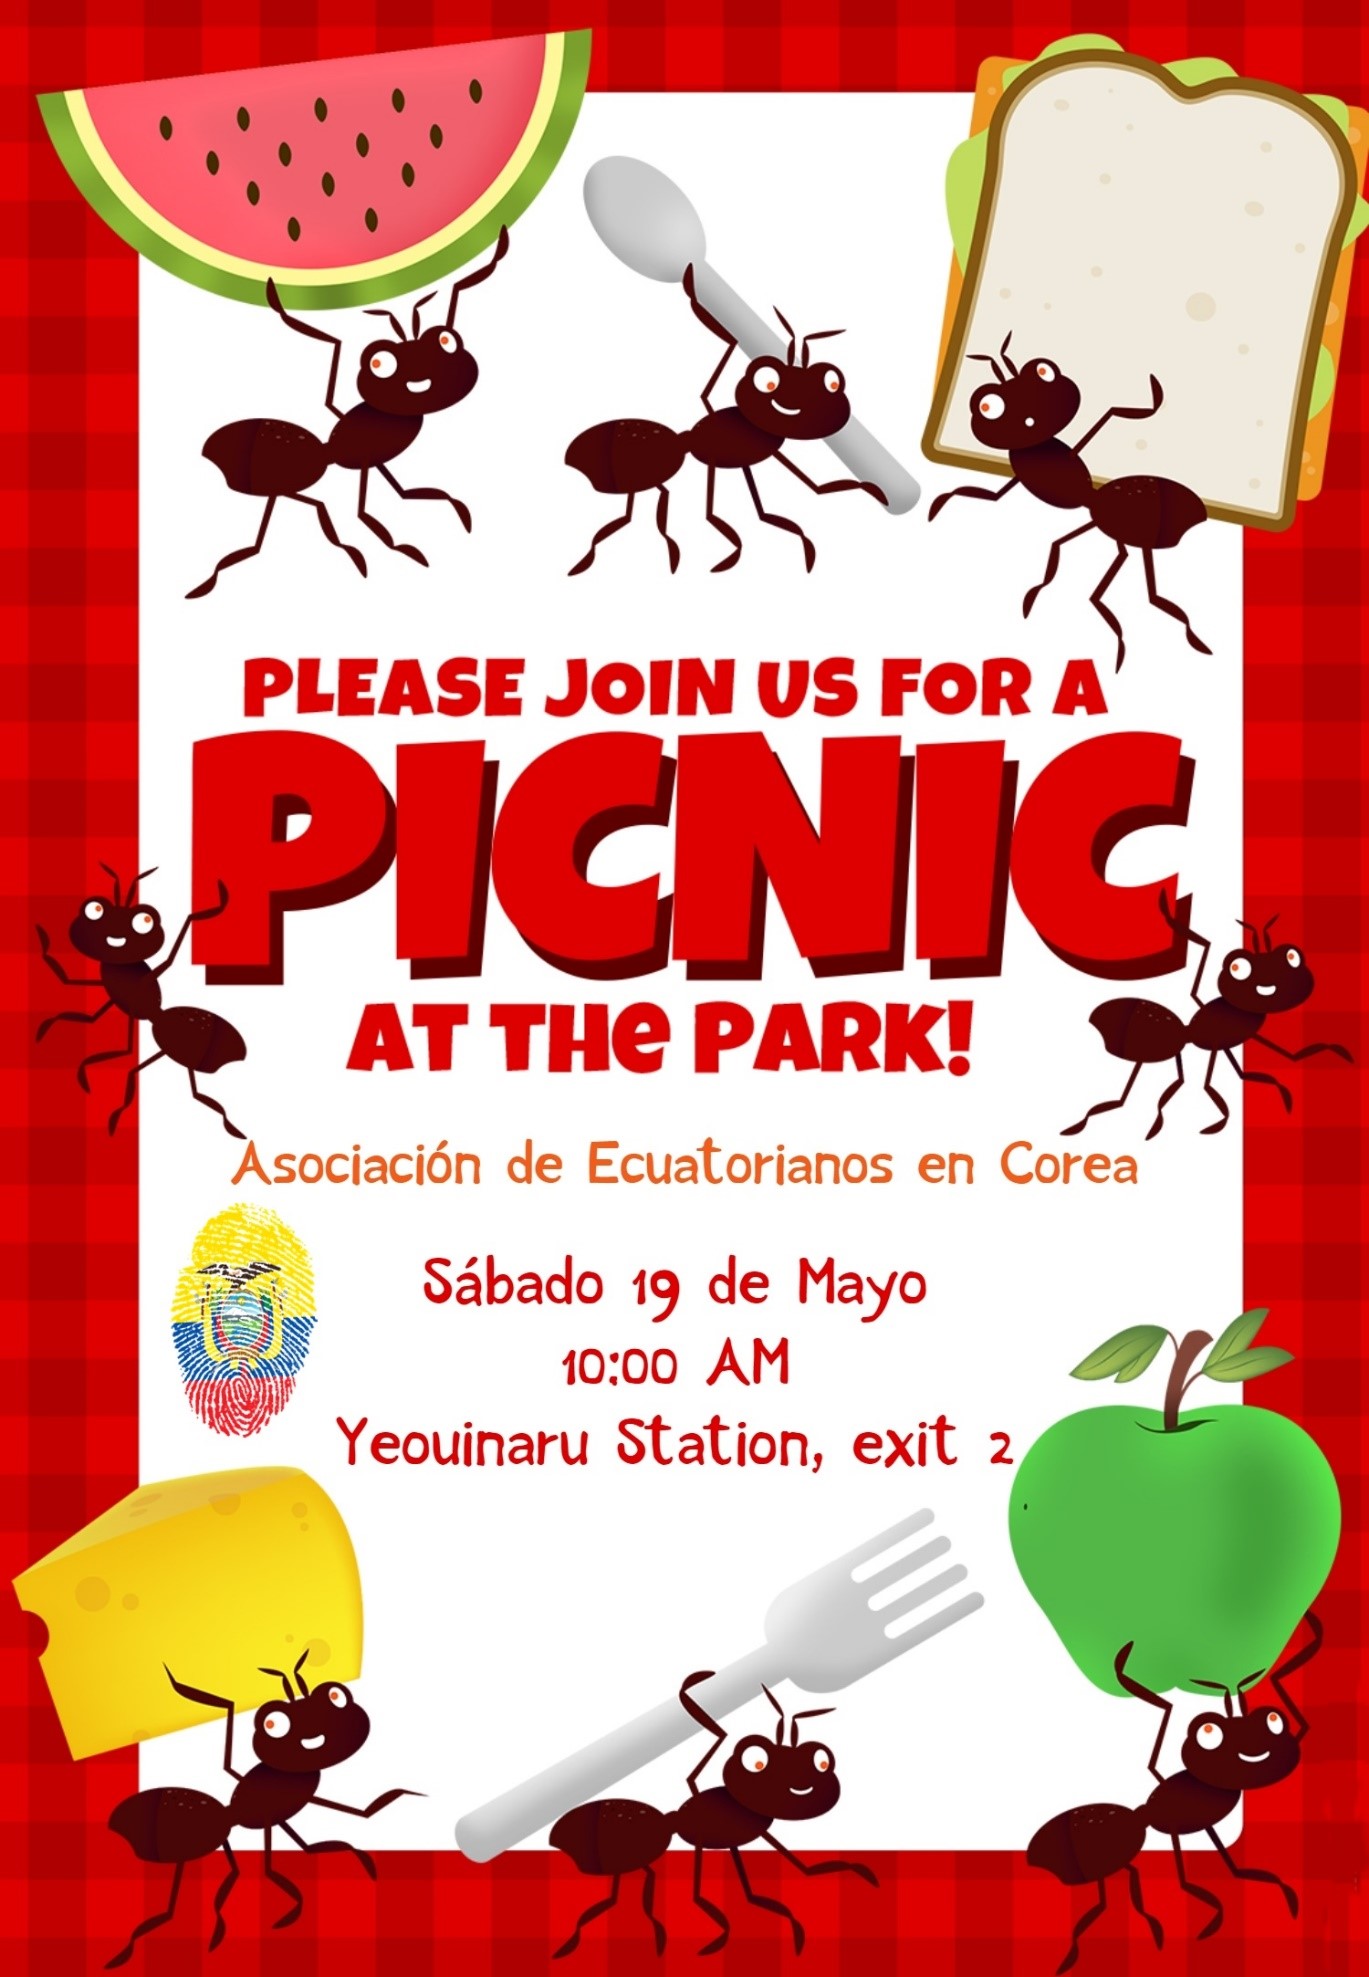 PLEASE JOIN US FOR A
PICNIC
AT THE PARK!
Asociación de Ecuatorianos en Corea
Sábado 19 de Mayo
10:00 AM
Yeouinaru Station, exit 2